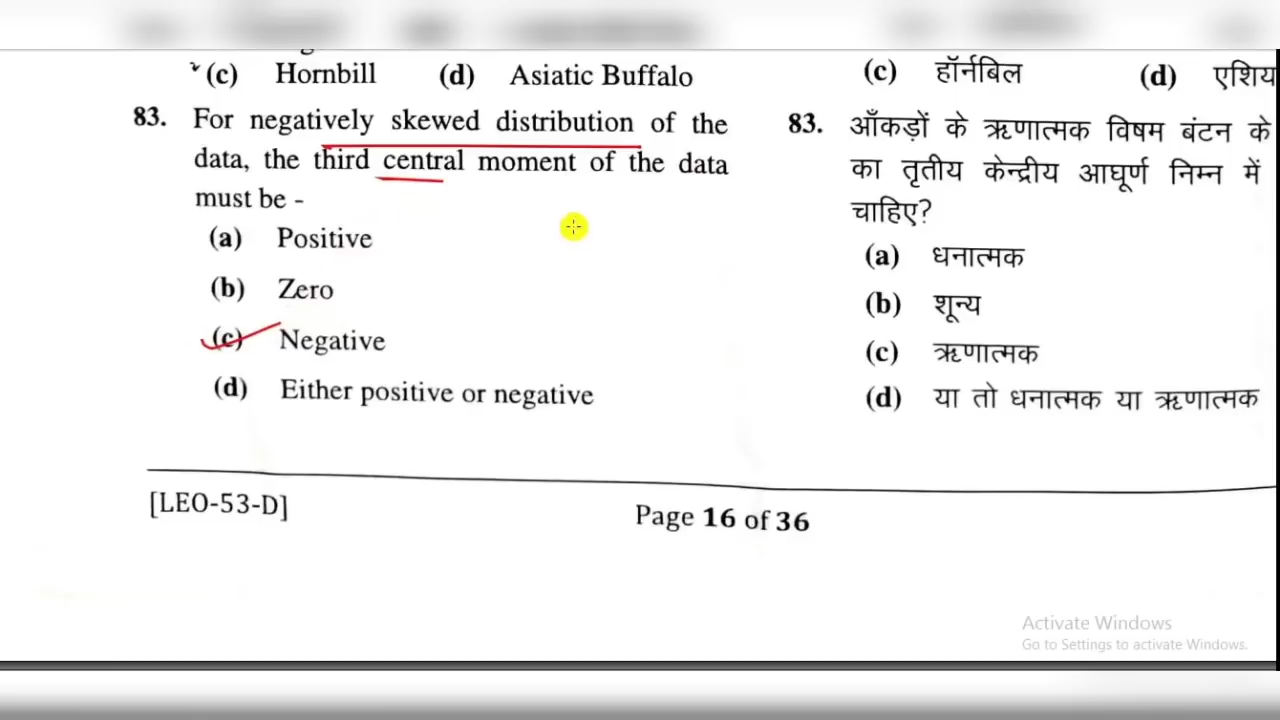 (c) Hornbill (d) Asiatic Buffalo
83. For negatively skewed distribution of the
data, the third central moment of the data
must be -
(a) Positive
(b) Zero
(c) Negative
(d) Either positive or negative
(c) हॉर्नबिल (d) एशिय
83. आँकड़ों के ऋणात्मक विषम बंटन के
का तृतीय केन्द्रीय आघूर्ण निम्न में
चाहिए?
(a) धनात्मक
(b) शून्य
(c) ऋणात्मक
(d) या तो धनात्मक या ऋणात्मक
[LEO-53-D] Page 16 of 36
Activate Windows
Go to Settings to activate Windows.